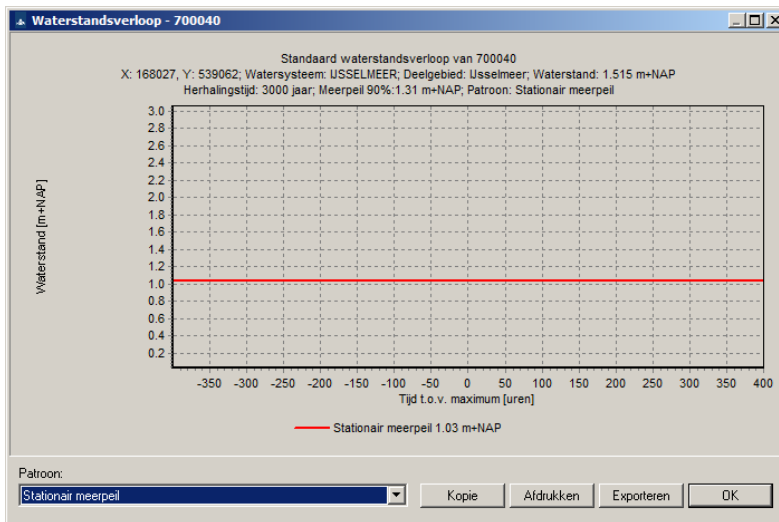 Waterstandsverloop - 700040
Standaard waterstandsverloop van 700040
X: 168027, Y: 539062; Watersysteem: IJSSELMEER; Deelgebied: IJsselmeer; Waterstand: 1.515 m+NAP
Herhalingstijd: 3000 jaar; Meerpeil 90%:1.31 m+NAP; Patroon: Stationair meerpeil
Waterstand [m+NAP]
3.0
2.8
2.6
2.4
2.2
2.0
1.8
1.6
1.4
1.2
1.0
0.8
0.6
0.4
0.2
-350 -300 -250 -200 -150 -100 -50 0 50 100 150 200 250 300 350 400
Tijd t.o.v. maximum [uren]
Stationair meerpeil 1.03 m+NAP
Patroon:
Stationair meerpeil Kopie Afdrukken Exporteren OK